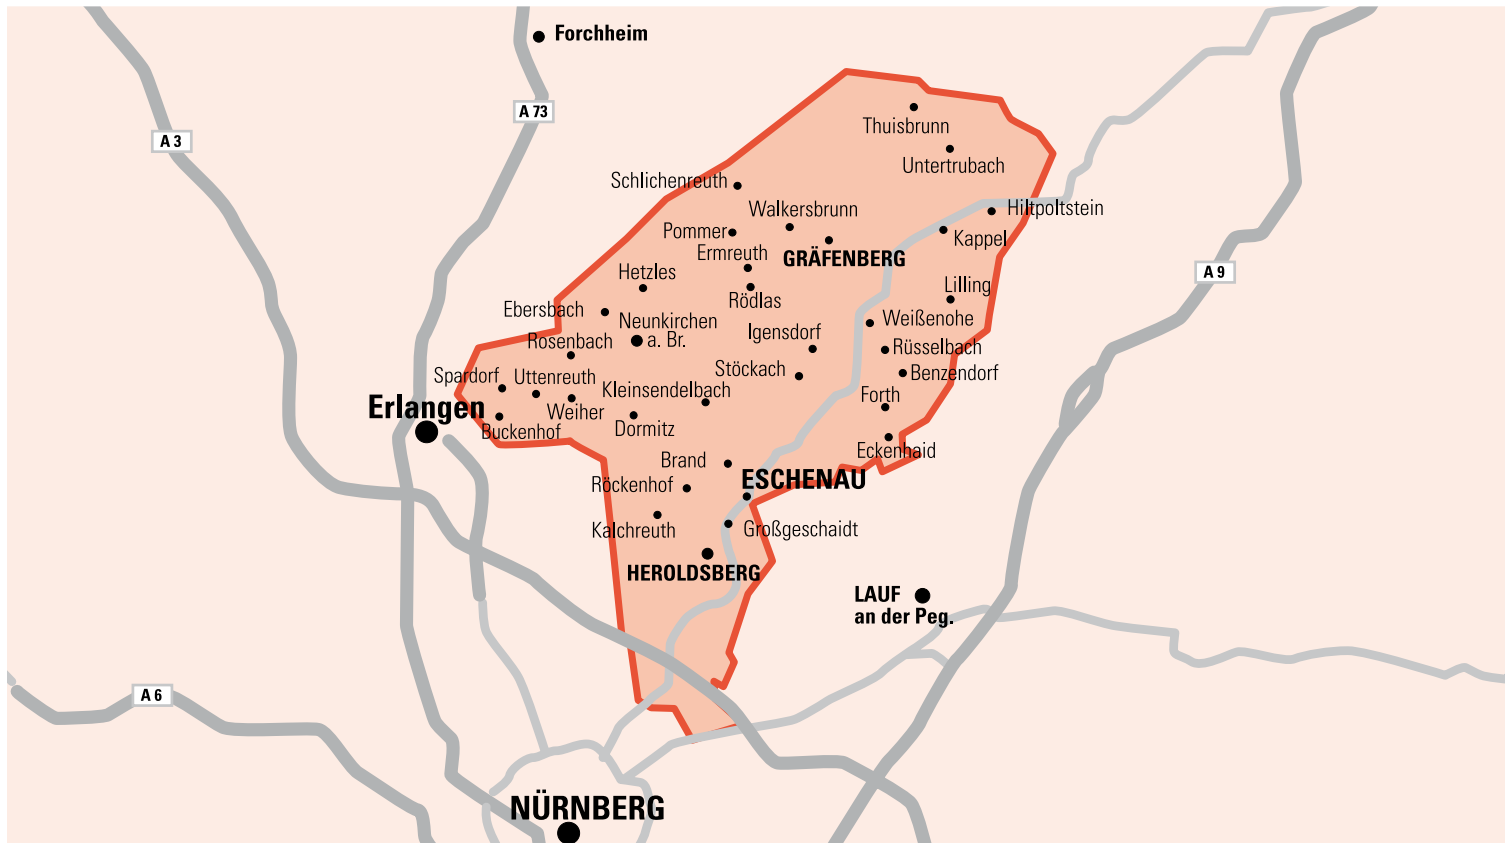 Forchheim
A 73
Thuisbrunn
A 3
Untertrubach
Schlichenreuth
Walkersbrunn
Hiltpoltstein
Pommer
Kappel
Ermreuth
GRÄFENBERG
Hetzles
A 9
Lilling
Rödlas
Ebersbach
Neunkirchen
a. Br.
Weißenohe
Igensdorf
Rosenbach
Rüsselbach
Stöckach
Benzendorf
Spardorf
Uttenreuth
Kleinsendelbach
Forth
Erlangen
Weiher
Buckenhof
Dormitz
Eckenhaid
Brand
ESCHENAU
Röckenhof
Kalchreuth
Großgeschaidt
HEROLDSBERG
LAUF
an der Peg.
A 6
NÜRNBERG